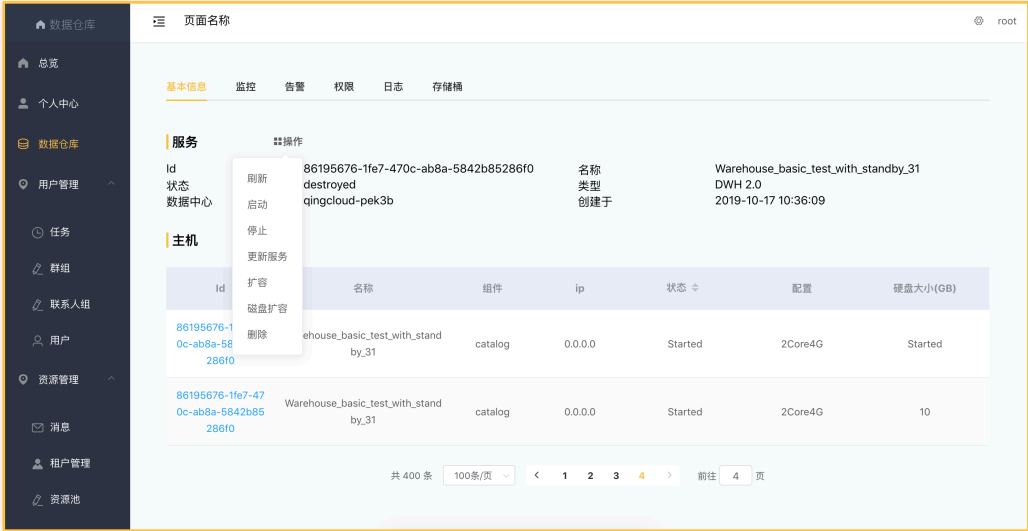 数据仓库
页面名称
root
总览
个人中心
数据仓库
用户管理
任务
群组
联系人组
用户
资源管理
消息
租户管理
资源池
基本信息 监控 告警 权限 日志 存储桶
服务 操作
Id 86195676-1fe7-470c-ab8a-5842b85286f0 名称 Warehouse_basic_test_with_standby_31
状态 destroyed 类型 DWH 2.0
数据中心 qingcloud-pek3b 创建于 2019-10-17 10:36:09
刷新
启动
停止
更新服务
扩容
磁盘扩容
删除
主机
Id 名称 组件 ip 状态 配置 硬盘大小(GB)
86195676-1
0c-ab8a-58
286f0
ehouse_basic_test_with_stand
by_31
catalog 0.0.0.0 Started 2Core4G Started
86195676-1fe7-47
0c-ab8a-5842b85
286f0
Warehouse_basic_test_with_stand
by_31
catalog 0.0.0.0 Started 2Core4G 10
共 400 条 100条/页 1 2 3 4 前往 4 页